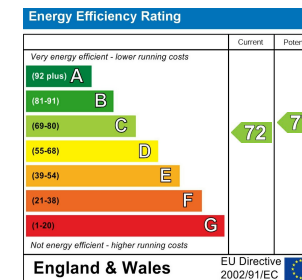 Energy Efficiency Rating
Current
Very energy efficient - lower running costs
(92 plus) A
(81-91) B
(69-80) C
72
(55-68) D
(39-54) E
(21-38) F
(1-20) G
Not energy efficient - higher running costs
England & Wales
EU Directive
2002/91/EC